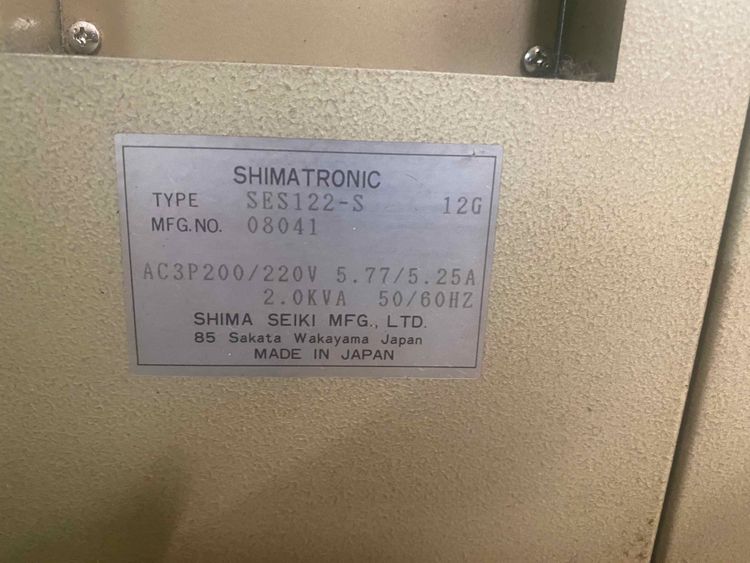 SHIMATRONIC
TYPE SES122-S 12G
MFG.NO. 08041
AC3P200/220V 5.77/5.25A
2.0KVA 50/60HZ
SHIMA SEIKI MFG., LTD.
85 Sakata Wakayama Japan
MADE IN JAPAN